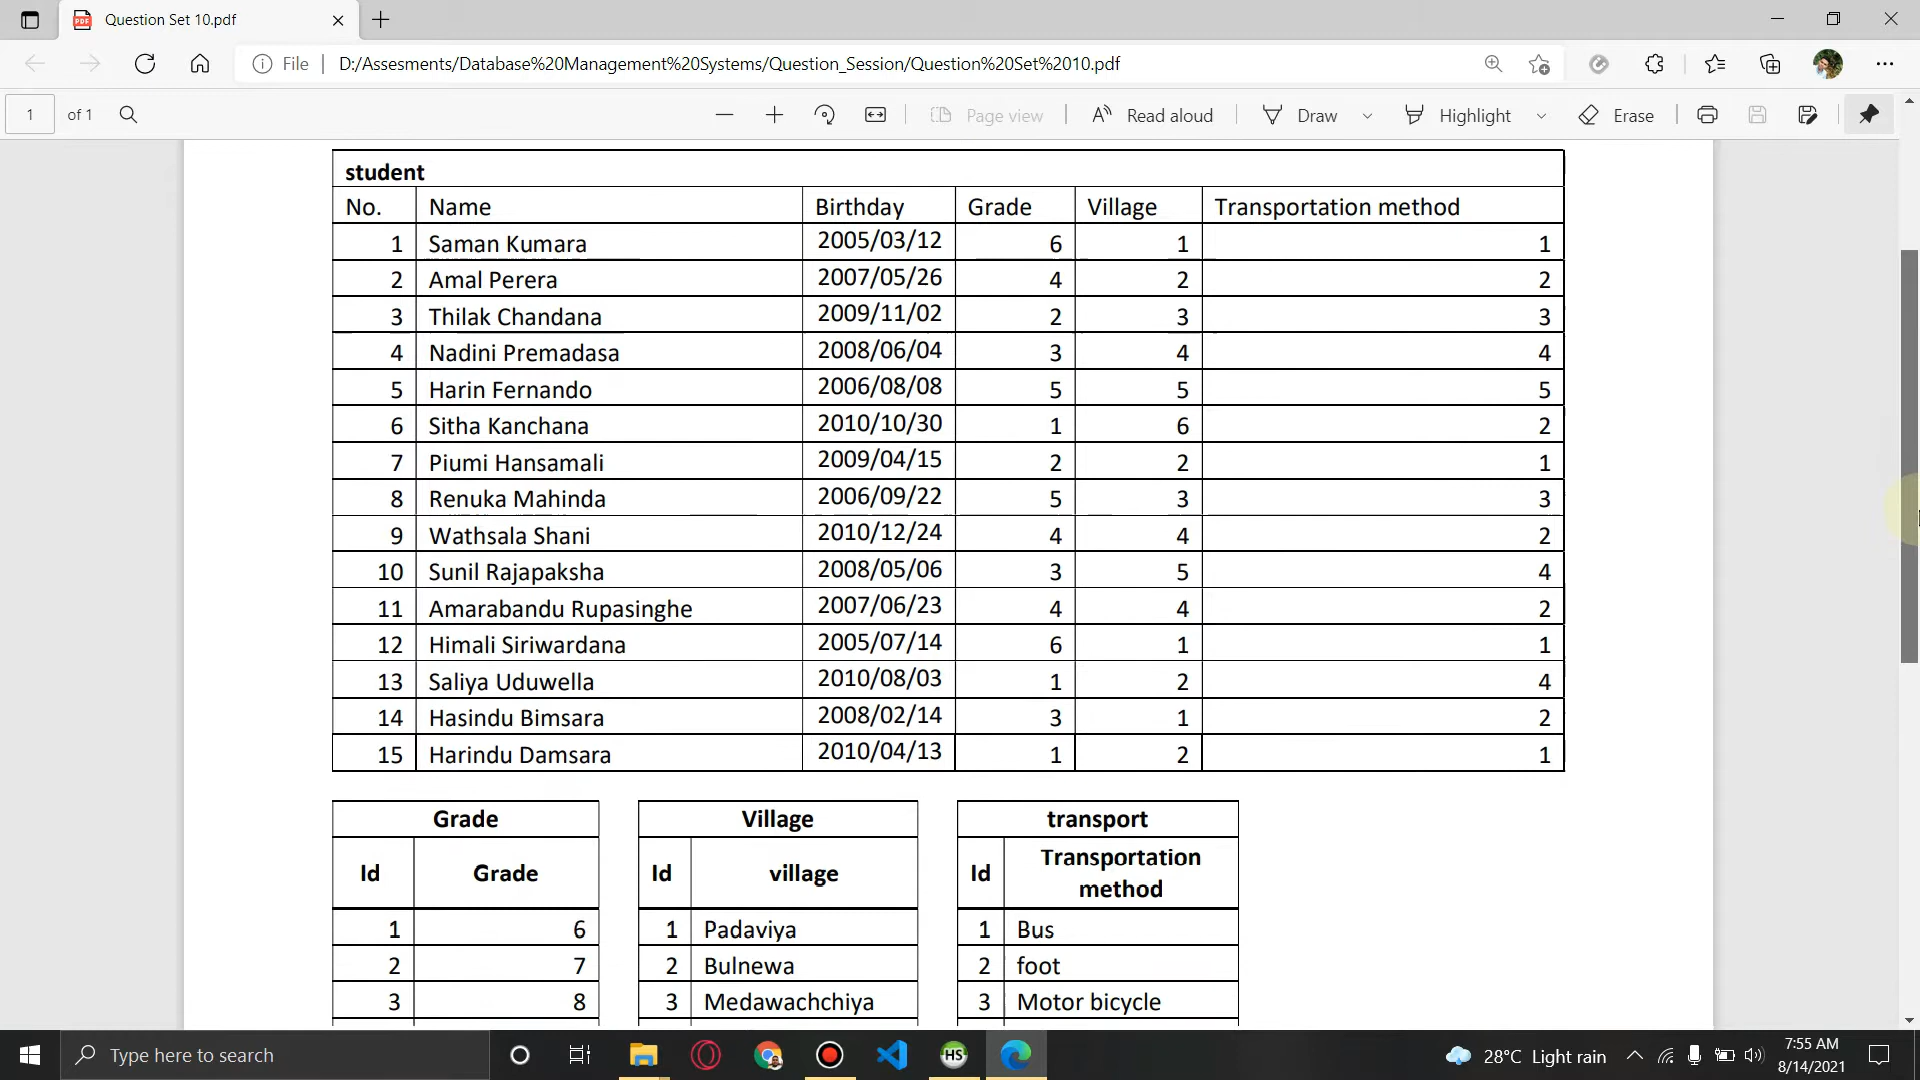 Question Set 10.pdf
File D:/Assesments/Database%20Management%20Systems/Question_Session/Question%20Set%2010.pdf
1 of 1 Page view Read aloud Draw Highlight Erase
student
No. Name Birthday Grade Village Transportation method
1 Saman Kumara 2005/03/12 6 1 1
2 Amal Perera 2007/05/26 4 2 2
3 Thilak Chandana 2009/11/02 2 3 3
4 Nadini Premadasa 2008/06/04 3 4 4
5 Harin Fernando 2006/08/08 5 5 5
6 Sitha Kanchana 2010/10/30 1 6 2
7 Piumi Hansamali 2009/04/15 2 2 1
8 Renuka Mahinda 2006/09/22 5 3 3
9 Wathsala Shani 2010/12/24 4 4 2
10 Sunil Rajapaksha 2008/05/06 3 5 4
11 Amarabandu Rupasinghe 2007/06/23 4 4 2
12 Himali Siriwardana 2005/07/14 6 1 1
13 Saliya Uduwella 2010/08/03 1 2 4
14 Hasindu Bimsara 2008/02/14 3 1 2
15 Harindu Damsara 2010/04/13 1 2 1
Grade Village transport
Id Grade Id village Id Transportation
method
1 6 1 Padaviya 1 Bus
2 7 2 Bulnewa 2 foot
3 8 3 Medawachchiya 3 Motor bicycle
Type here to search HS 28°C Light rain 7:55 AM
8/14/2021